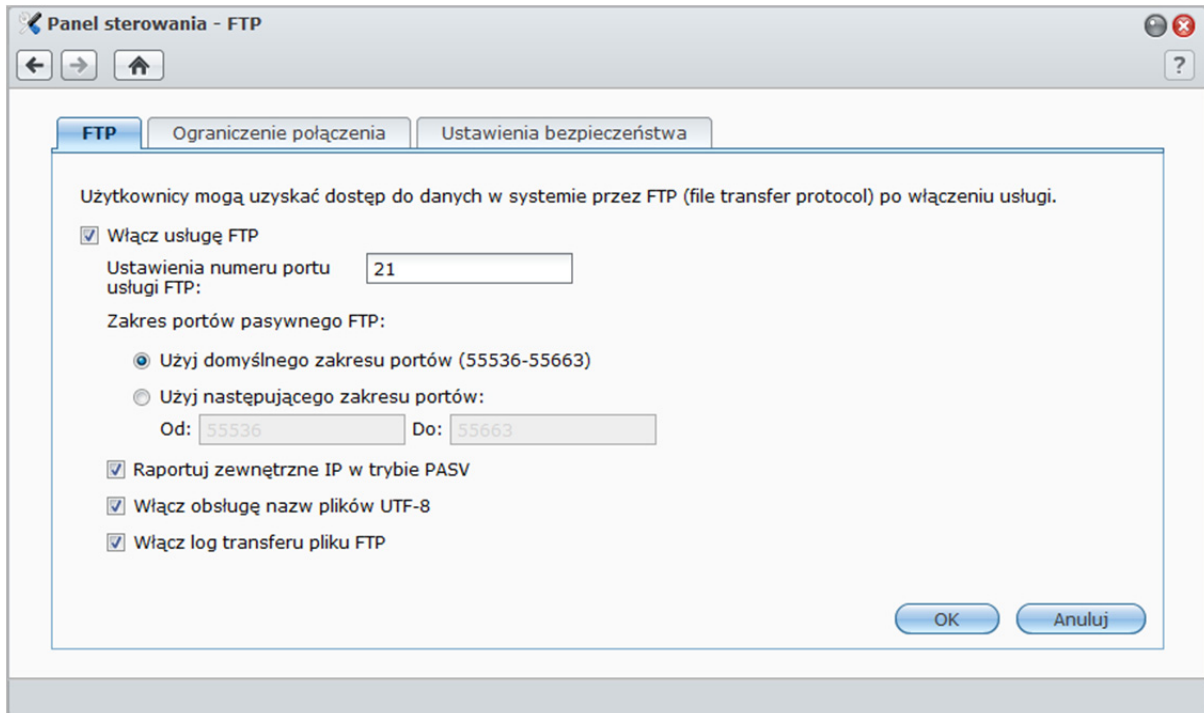 Panel sterowania - FTP
?
FTP
Ograniczenie połączenia
Ustawienia bezpieczeństwa
Użytkownicy mogą uzyskać dostęp do danych w systemie przez FTP (file transfer protocol) po włączeniu usługi.
Włącz usługę FTP
Ustawienia numeru portu
usługi FTP:
21
Zakres portów pasywnego FTP:
Użyj domyślnego zakresu portów (55536-55663)
Użyj następującego zakresu portów:
Od: 55536 Do: 55663
Raportuj zewnętrzne IP w trybie PASV
Włącz obsługę nazw plików UTF-8
Włącz log transferu pliku FTP
OK
Anuluj